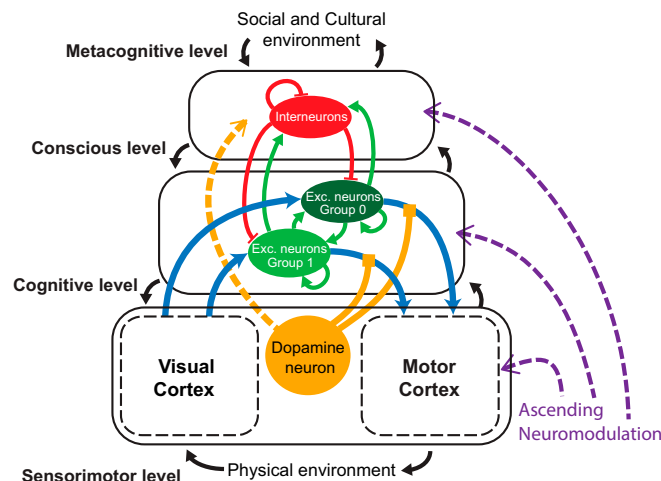 Social and Cultural
environment
Metacognitive level
Interneurons
Conscious level
Exc. neurons
Group 0
Exc. neurons
Group 1
Cognitive level
Visual
Cortex
Dopamine
neuron
Motor
Cortex
Ascending
Neuromodulation
Physical environment
Sensorimotor level